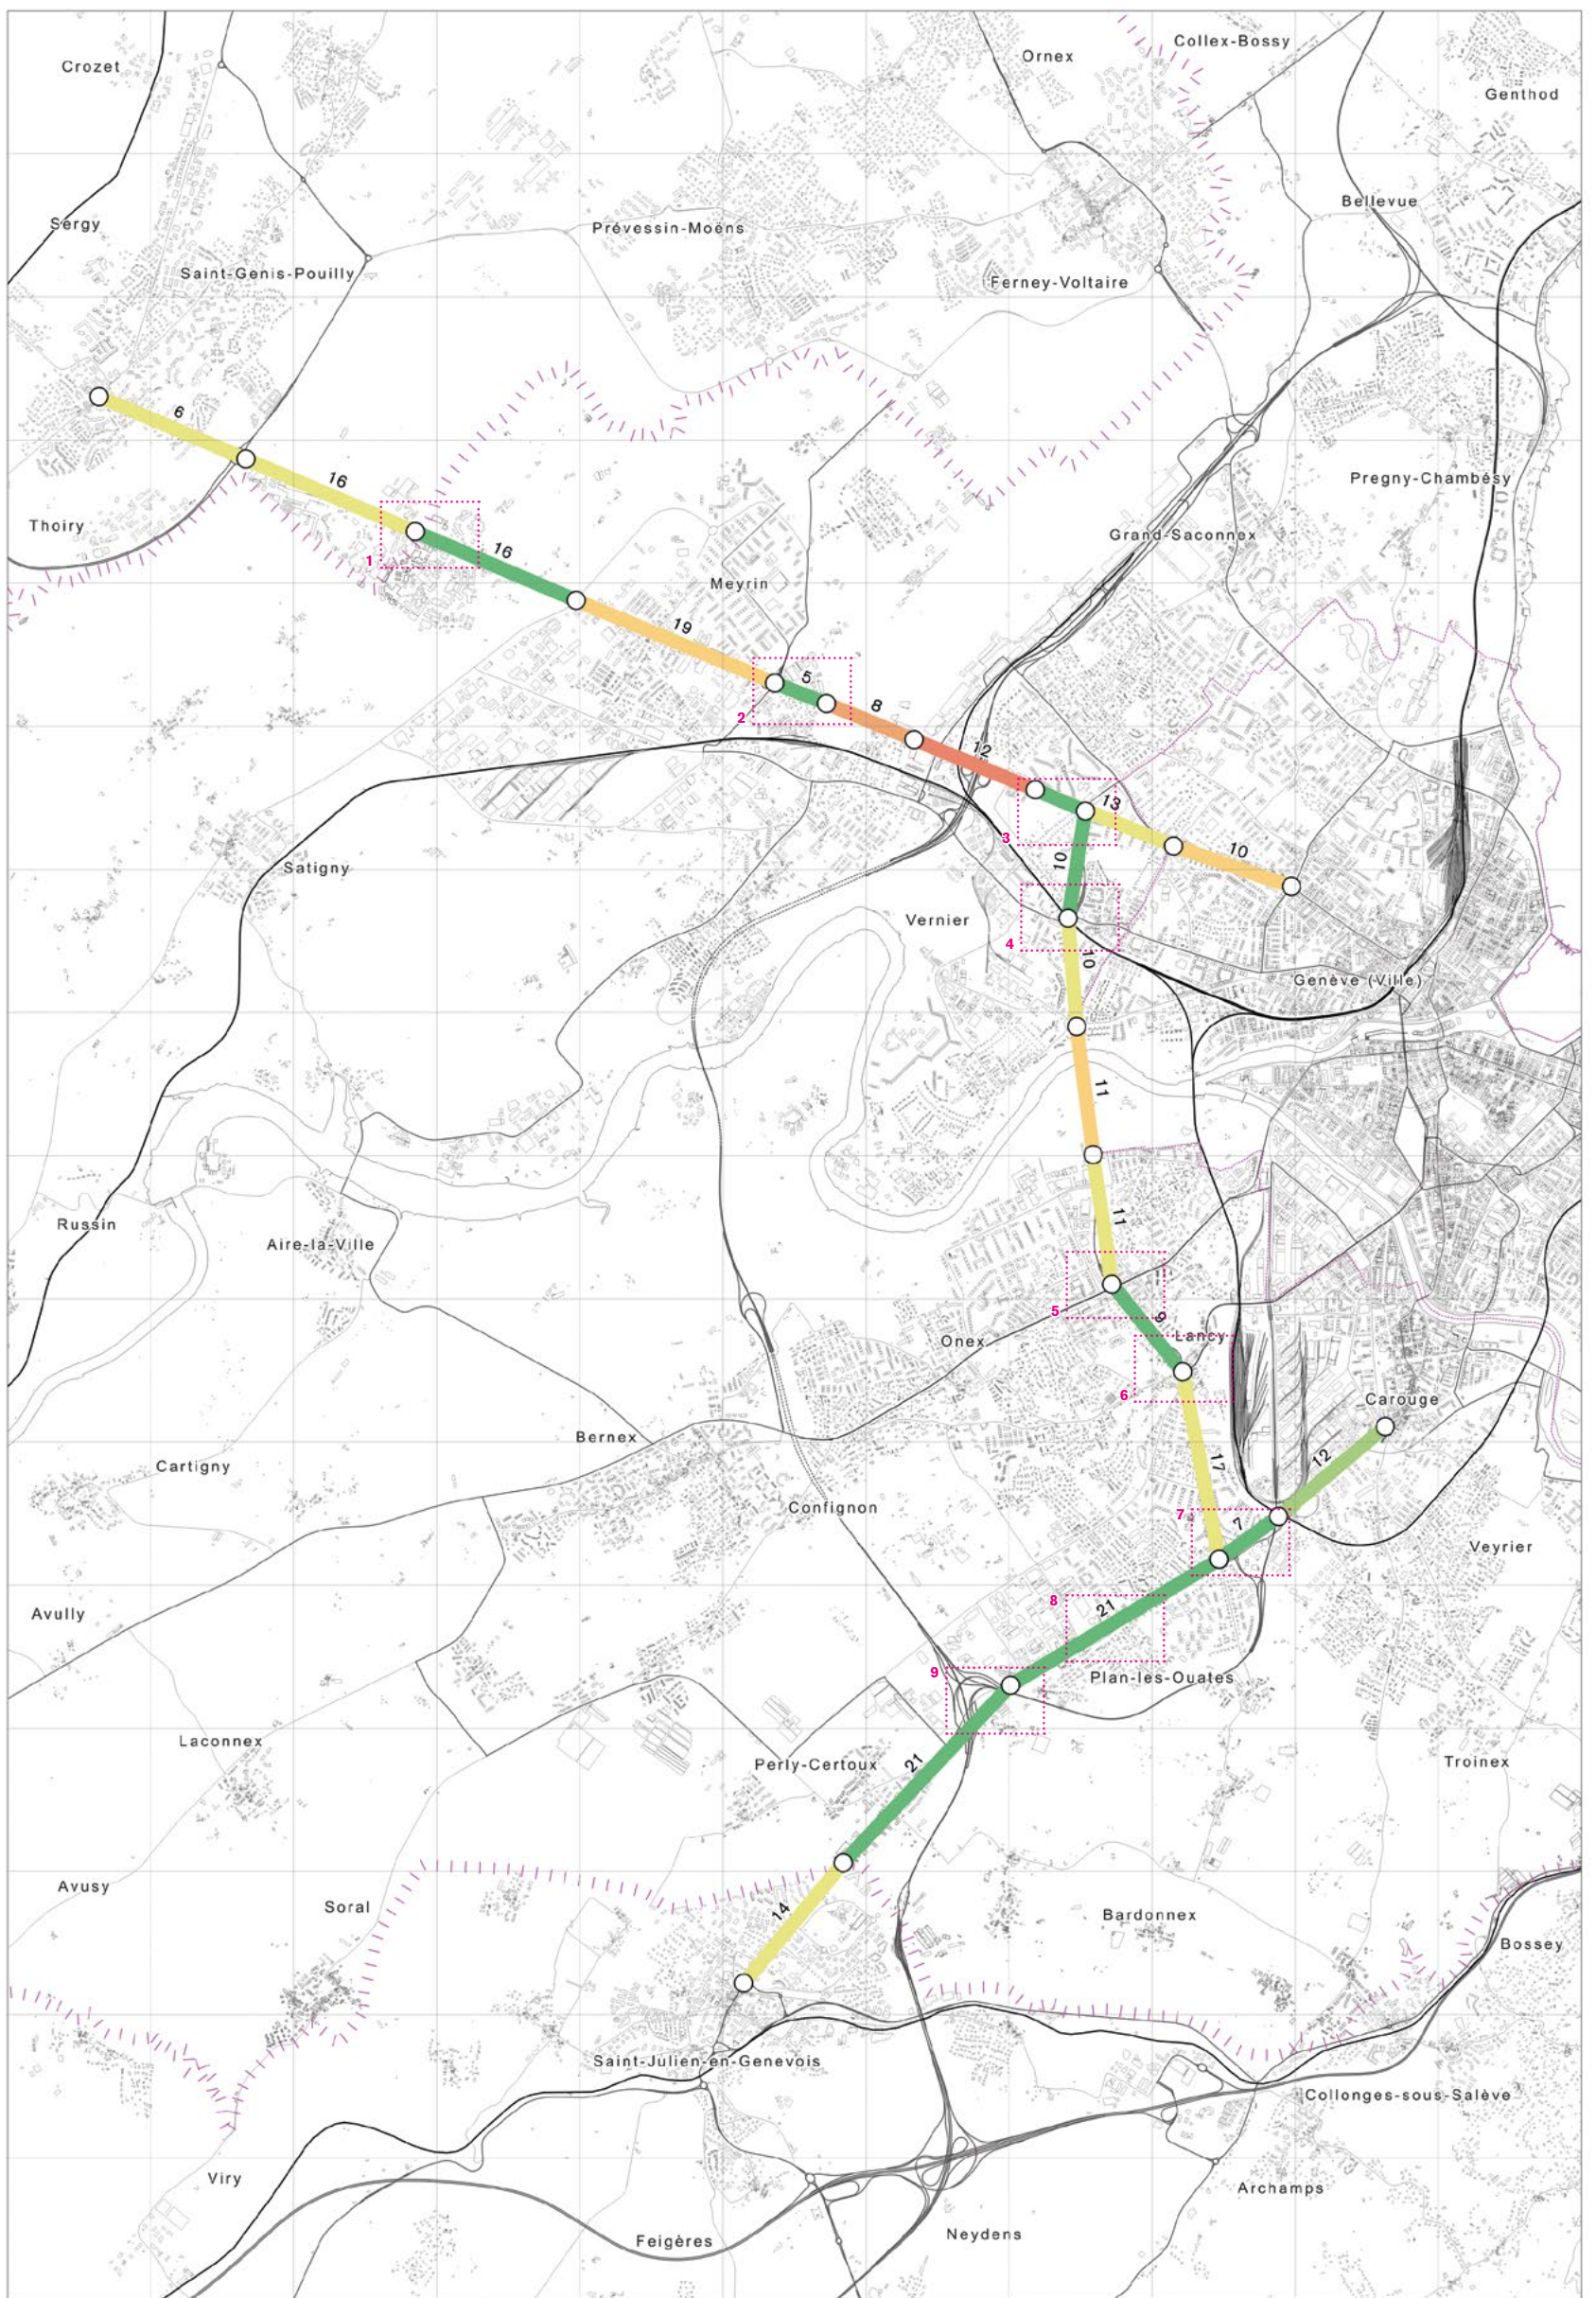 Collex-Bossy
Ornex
Crozet
Genthod
Bellevue
Sergy
Prévessin-Moëns
Saint-Genis-Pouilly
Ferney-Voltaire
6
16
Pregny-Chambésy
Thoiry
Grand-Saconnex
16
1
Meyrin
19
5
8
2
12
13
3
10
10
Satigny
Vernier
4
10
Genève (Ville)
11
11
Russin
Aire-la-Ville
5
9
Lancy
Onex
6
Carouge
Bernex
17
12
Cartigny
Confignon
7
7
Veyrier
8
21
Avully
9
Plan-les-Ouates
Laconnex
21
Perly-Certoux
Troinex
Avusy
Soral
14
Bardonnex
Bossey
Saint-Julien-en-Genevois
Collonges-sous-Salève
Viry
Archamps
Neydens
Feigères